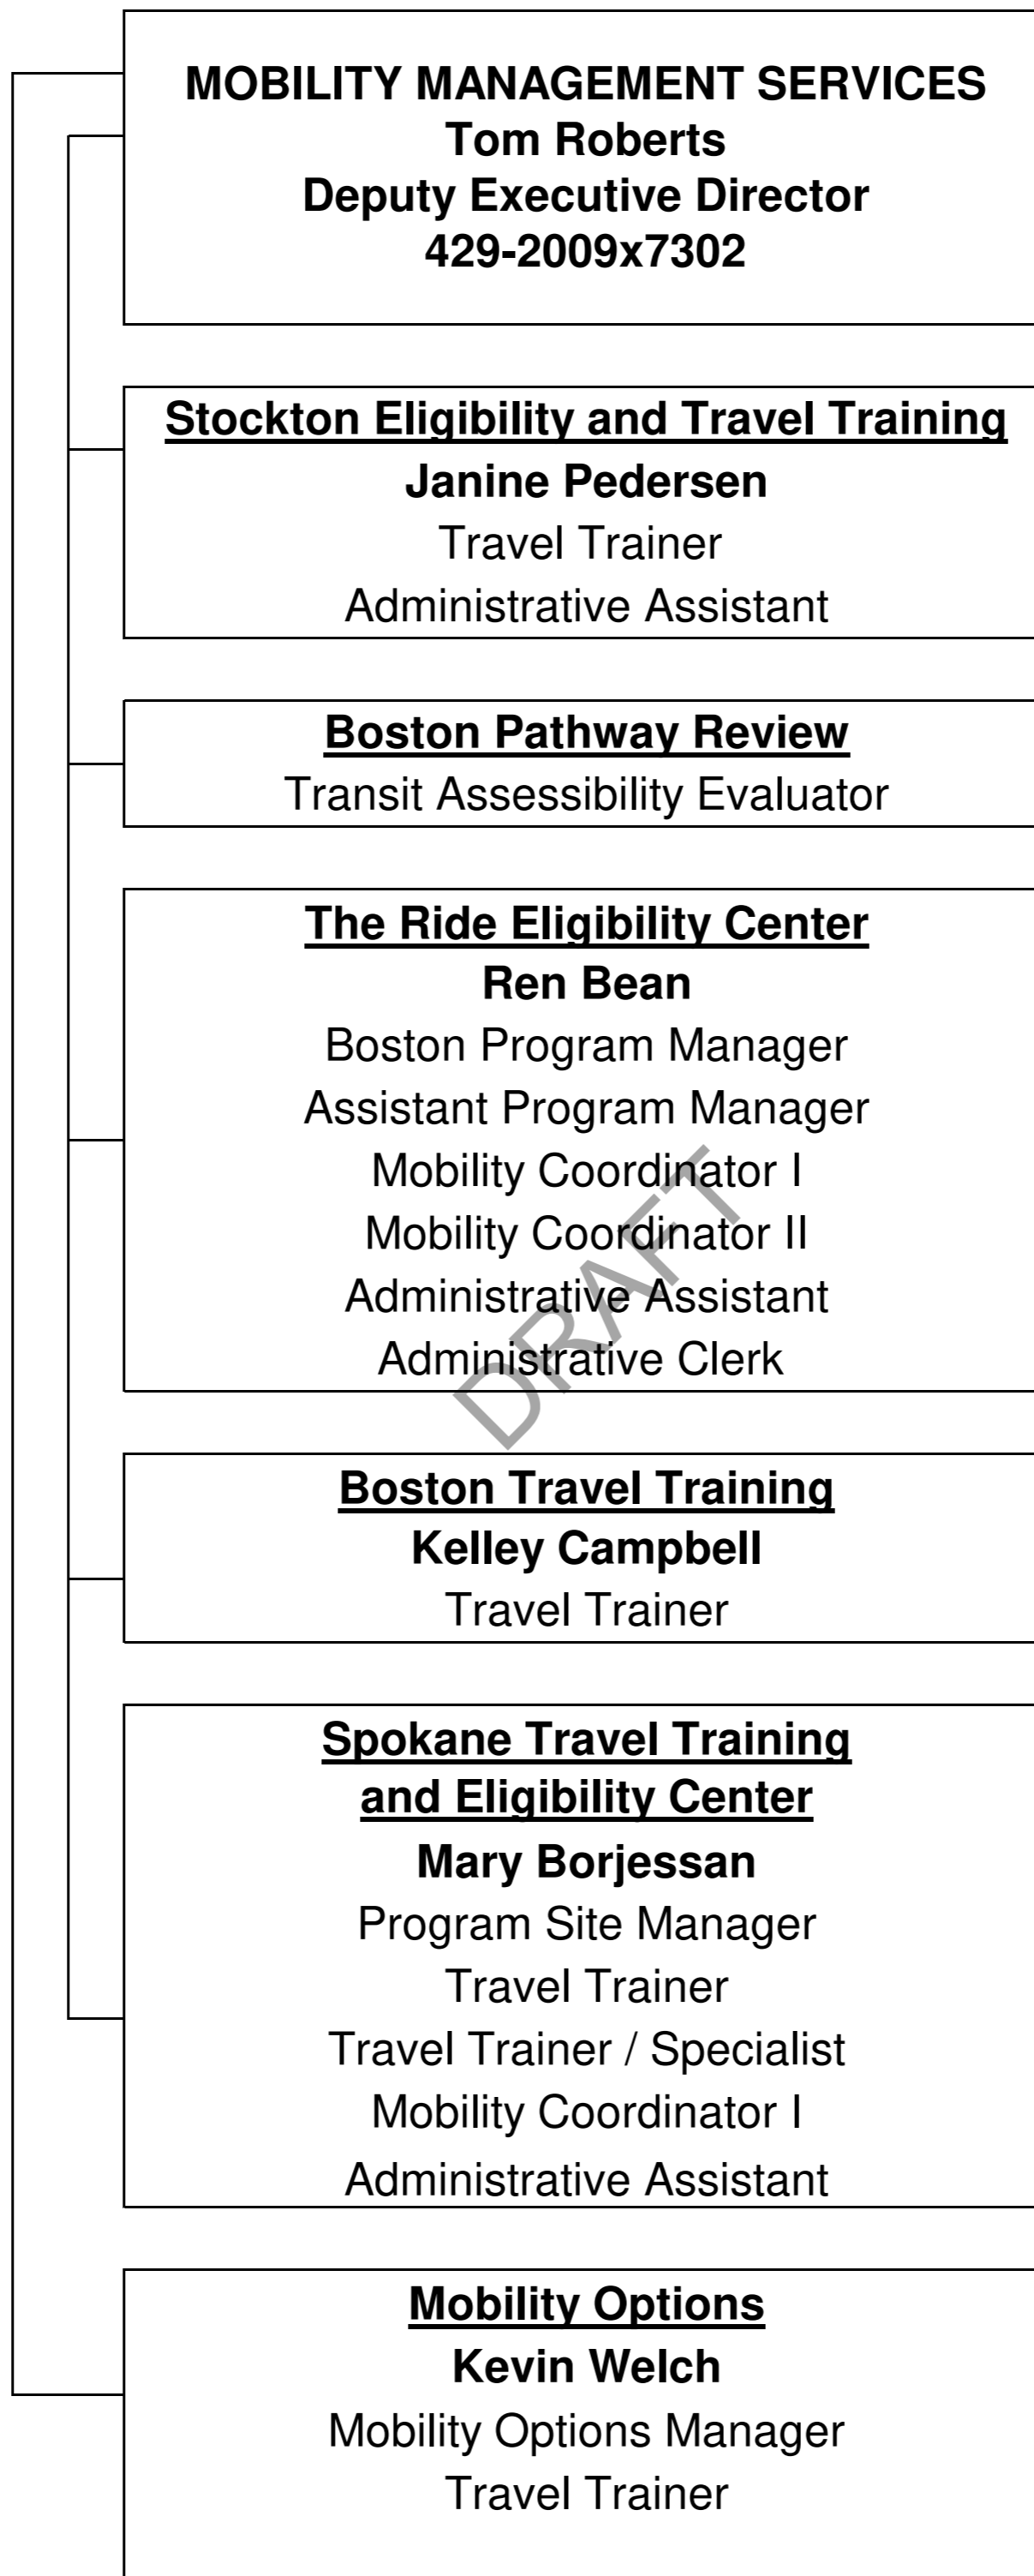 MOBILITY MANAGEMENT SERVICES
Tom Roberts
Deputy Executive Director
429-2009x7302
Stockton Eligibility and Travel Training
Janine Pedersen
Travel Trainer
Administrative Assistant
Boston Pathway Review
Transit Assessibility Evaluator
The Ride Eligibility Center
Ren Bean
Boston Program Manager
Assistant Program Manager
Mobility Coordinator I
Mobility Coordinator II
Administrative Assistant
Administrative Clerk
DRAFT
Boston Travel Training
Kelley Campbell
Travel Trainer
Spokane Travel Training
and Eligibility Center
Mary Borjessan
Program Site Manager
Travel Trainer
Travel Trainer / Specialist
Mobility Coordinator I
Administrative Assistant
Mobility Options
Kevin Welch
Mobility Options Manager
Travel Trainer